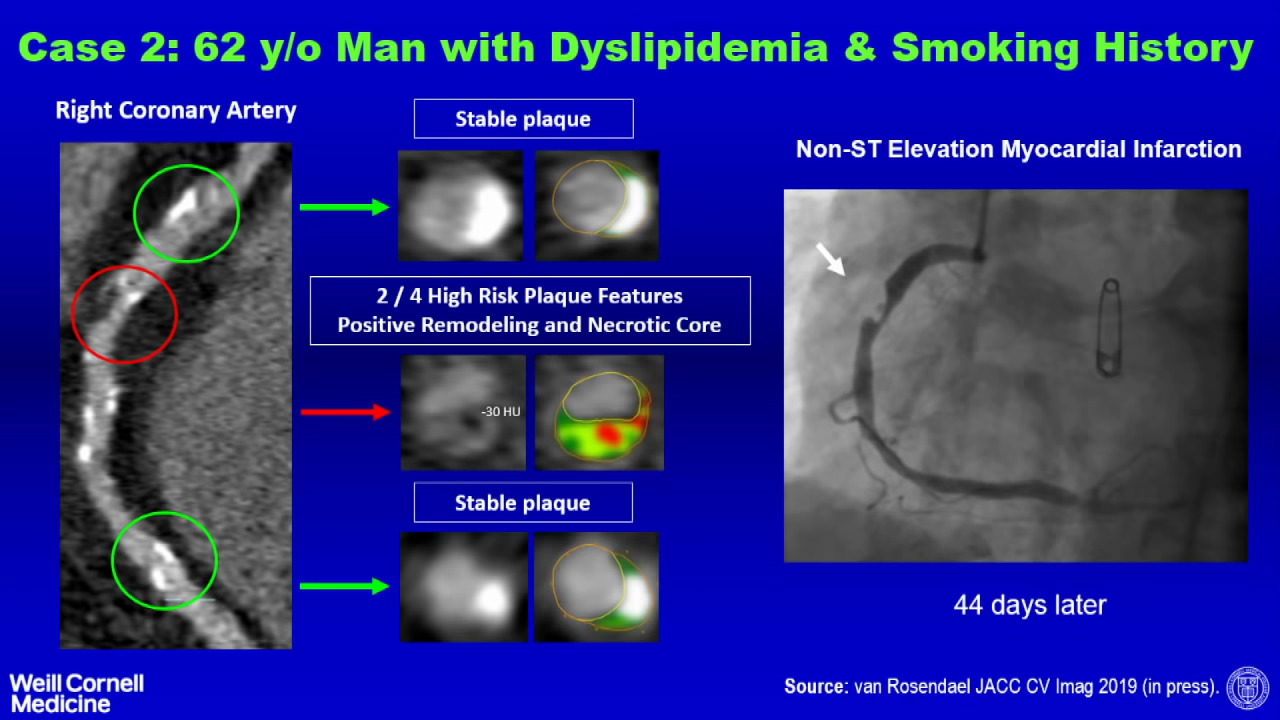 Case 2: 62 y/o Man with Dyslipidemia & Smoking History
Right Coronary Artery
Stable plaque
2 / 4 High Risk Plaque Features
Positive Remodeling and Necrotic Core
-30 HU
Stable plaque
Non-ST Elevation Myocardial Infarction
44 days later
Weill Cornell
Medicine
Source: van Rosendael JACC CV Imag 2019 (in press).